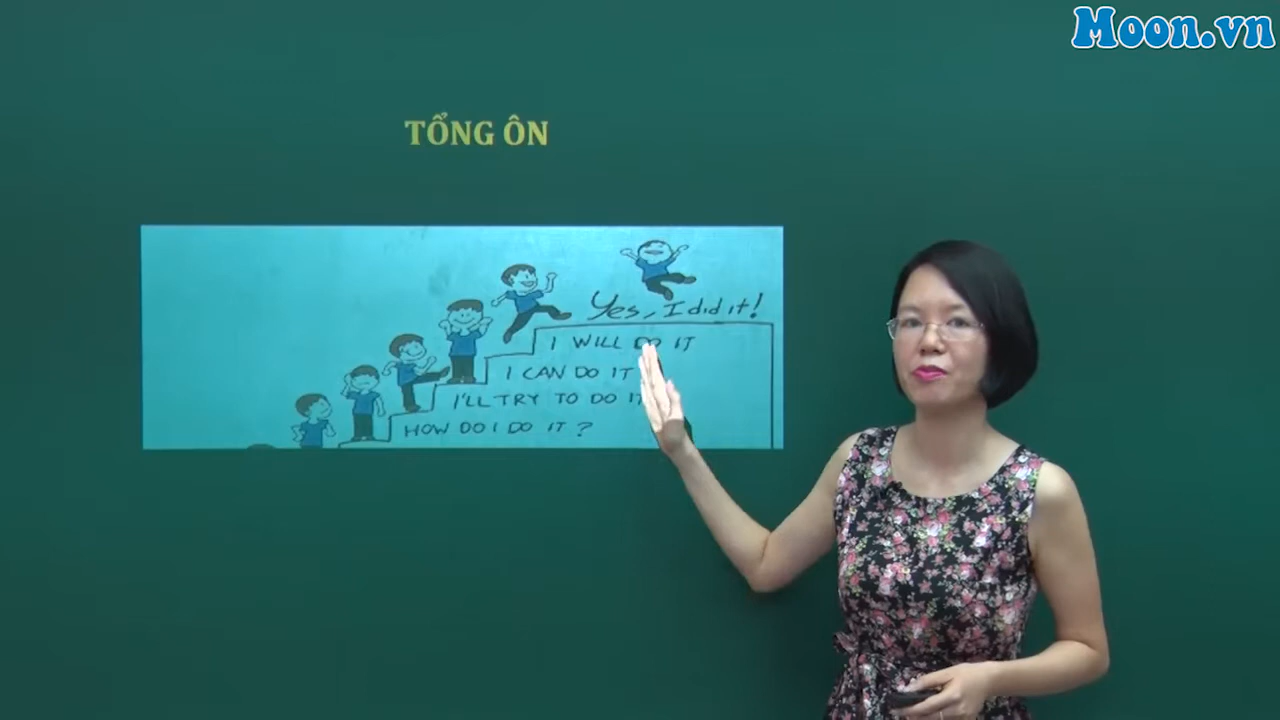 Moon.vn
TỔNG ÔN
Yes, I did it!
I WILL DO IT
I CAN DO IT
I'LL TRY TO DO IT
HOW DO I DO IT?